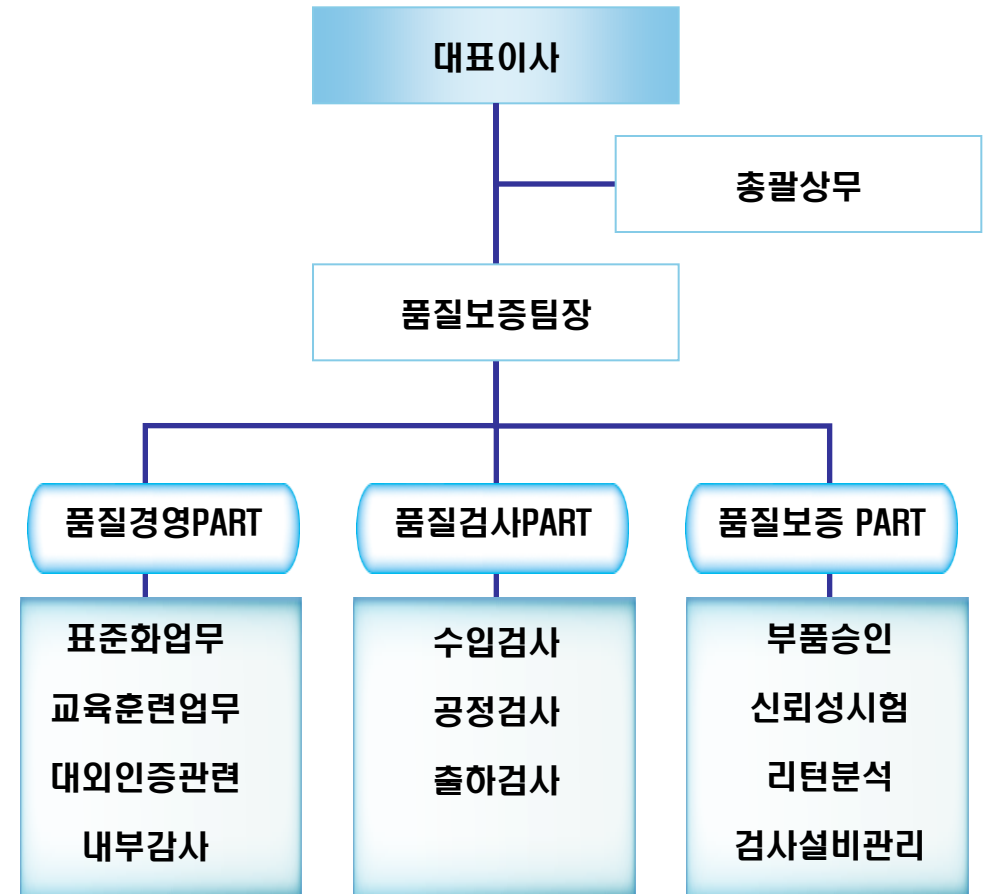 대표이사
총괄상무
품질보증팀장
품질경영PART
품질검사PART
품질보증 PART
표준화업무
교육훈련업무
대외인증관련
내부감사
수입검사
공정검사
출하검사
부품승인
신뢰성시험
리턴분석
검사설비관리